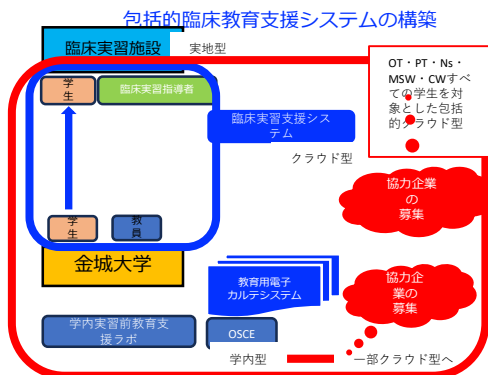 包括的臨床教育支援システムの構築
臨床実習施設
実地型
学
生
臨床実習指導者
OT・PT・Ns・
MSW・CWすべ
ての学生を対
象とした包括
的クラウド型
臨床実習支援シス
テム
クラウド型
協力企業
の
募集
学
生
教
員
金城大学
教育用電子
カルテシステム
協力企
業の
募集
学内実習前教育支
援ラボ
OSCE
学内型
一部クラウド型へ